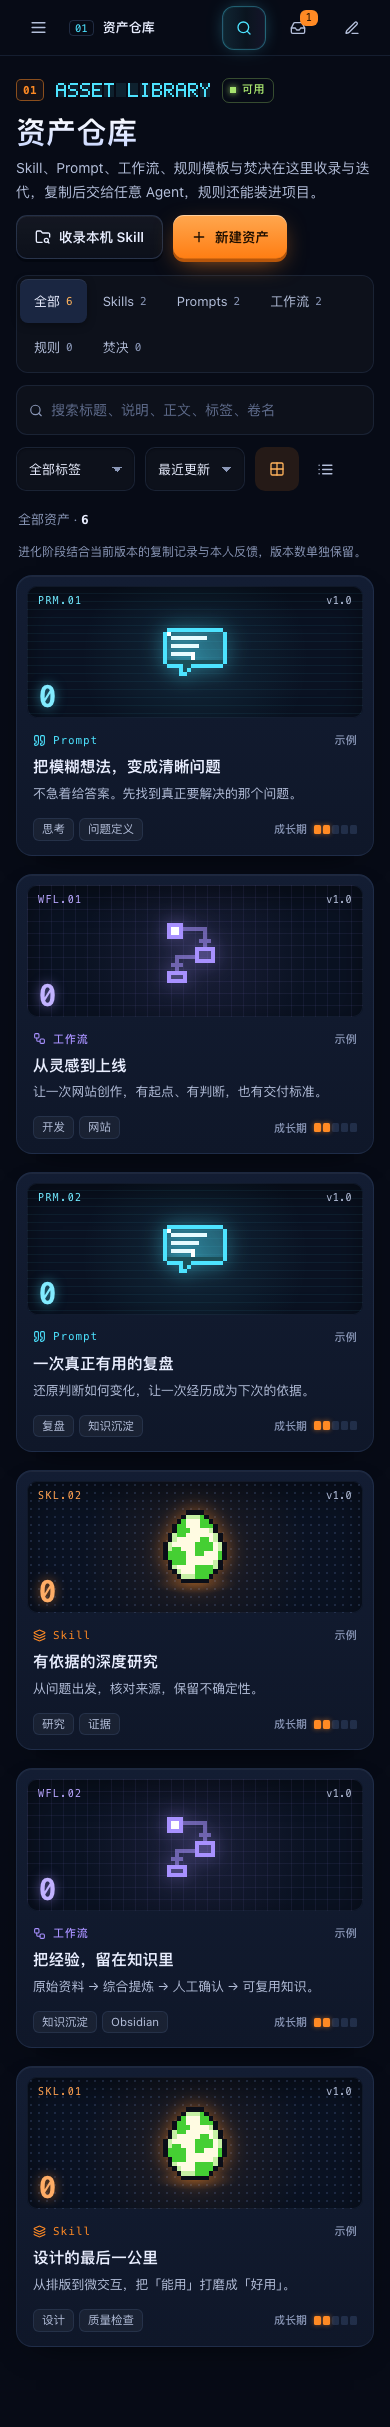 01 资产仓库 1
01 ASSET LIBRARY 可用
资产仓库
Skill、Prompt、工作流、规则模板与焚决在这里收录与迭
代，复制后交给任意 Agent，规则还能装进项目。
收录本机 Skill 新建资产
全部 6 Skills 2 Prompts 2 工作流 2
规则 0 焚决 0
搜索标题、说明、正文、标签、卷名
全部标签 最近更新
全部资产 · 6
进化阶段结合当前版本的复制记录与本人反馈，版本数单独保留。
PRM.01 v1.0
0
Prompt 示例
把模糊想法，变成清晰问题
不急着给答案。先找到真正要解决的那个问题。
思考 问题定义 成长期
WFL.01 v1.0
0
工作流 示例
从灵感到上线
让一次网站创作，有起点、有判断，也有交付标准。
开发 网站 成长期
PRM.02 v1.0
0
Prompt 示例
一次真正有用的复盘
还原判断如何变化，让一次经历成为下次的依据。
复盘 知识沉淀 成长期
SKL.02 v1.0
0
Skill 示例
有依据的深度研究
从问题出发，核对来源，保留不确定性。
研究 证据 成长期
WFL.02 v1.0
0
工作流 示例
把经验，留在知识里
原始资料 → 综合提炼 → 人工确认 → 可复用知识。
知识沉淀 Obsidian 成长期
SKL.01 v1.0
0
Skill 示例
设计的最后一公里
从排版到微交互，把「能用」打磨成「好用」。
设计 质量检查 成长期